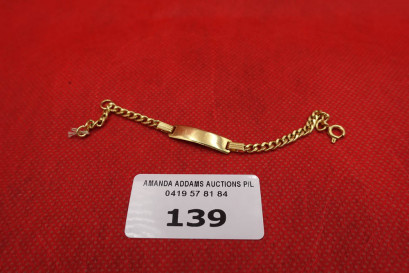 AMANDA ADDAMS AUCTIONS P/L
0419 57 81 84
139